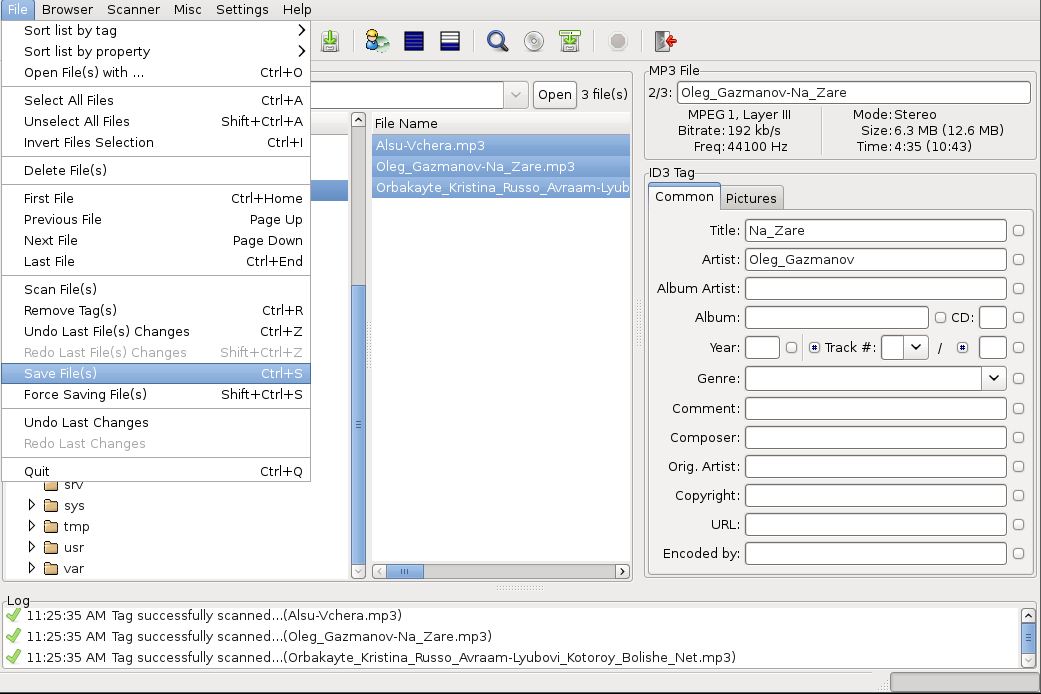 File Browser Scanner Misc Settings Help
Sort list by tag
Sort list by property
Open File(s) with ... Ctrl+O
Select All Files Ctrl+A
Unselect All Files Shift+Ctrl+A
Invert Files Selection Ctrl+I
Delete File(s)
First File Ctrl+Home
Previous File Page Up
Next File Page Down
Last File Ctrl+End
Scan File(s)
Remove Tag(s) Ctrl+R
Undo Last File(s) Changes Ctrl+Z
Redo Last File(s) Changes Shift+Ctrl+Z
Save File(s) Ctrl+S
Force Saving File(s) Shift+Ctrl+S
Undo Last Changes
Redo Last Changes
Quit Ctrl+Q
srv
sys
tmp
usr
var
Open 3 file(s)
File Name
Alsu-Vchera.mp3
Oleg_Gazmanov-Na_Zare.mp3
Orbakayte_Kristina_Russo_Avraam-Lyub
MP3 File
2/3: Oleg_Gazmanov-Na_Zare
MPEG 1, Layer III Mode: Stereo
Bitrate: 192 kb/s Size: 6.3 MB (12.6 MB)
Freq: 44100 Hz Time: 4:35 (10:43)
ID3 Tag
Common Pictures
Title: Na_Zare
Artist: Oleg_Gazmanov
Album Artist:
Album: CD:
Year: Track #: /
Genre:
Comment:
Composer:
Orig. Artist:
Copyright:
URL:
Encoded by:
Log
11:25:35 AM Tag successfully scanned...(Alsu-Vchera.mp3)
11:25:35 AM Tag successfully scanned...(Oleg_Gazmanov-Na_Zare.mp3)
11:25:35 AM Tag successfully scanned...(Orbakayte_Kristina_Russo_Avraam-Lyubovi_Kotoroy_Bolishe_Net.mp3)